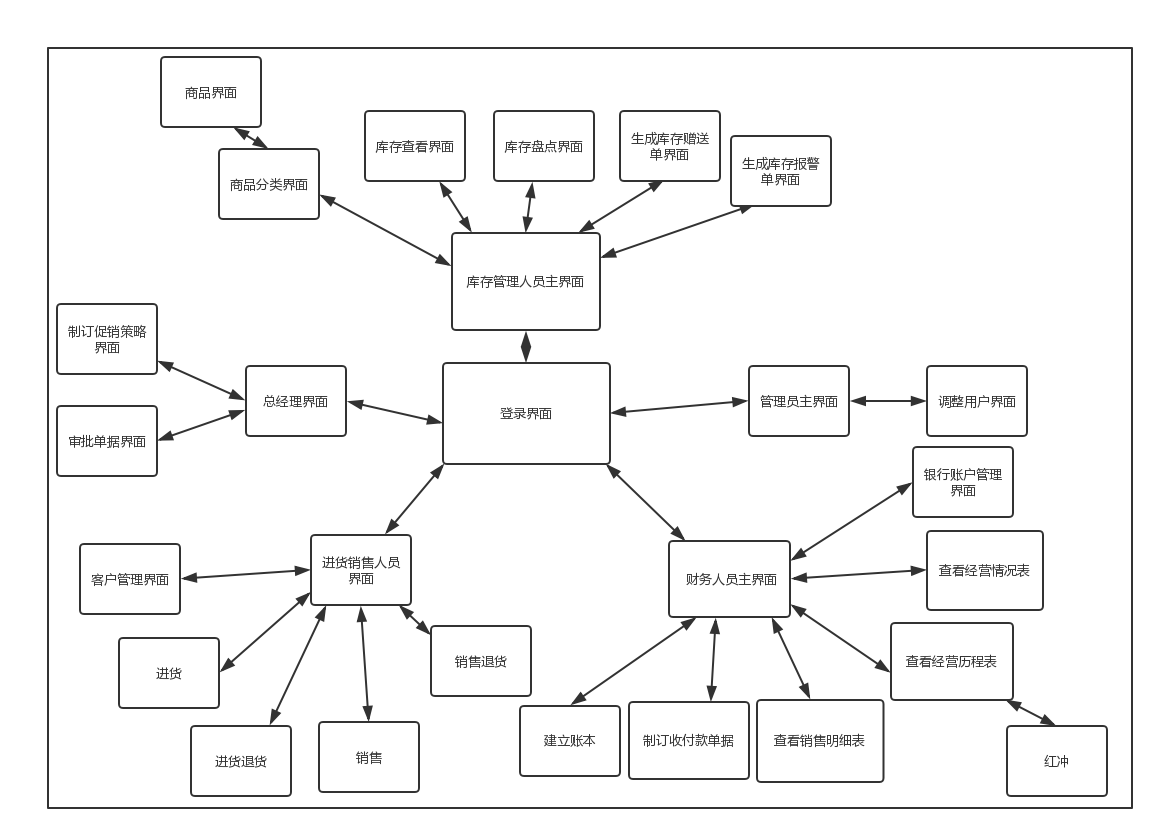 商品界面
商品分类界面
库存查看界面
库存盘点界面
生成库存赠送
单界面
生成库存报警
单界面
库存管理人员主界面
制订促销策略
界面
审批单据界面
总经理界面
登录界面
管理员主界面
调整用户界面
银行账户管理
界面
进货销售人员
界面
财务人员主界面
查看经营情况表
客户管理界面
查看经营历程表
进货
销售退货
进货退货
销售
建立账本
制订收付款单据
查看销售明细表
红冲